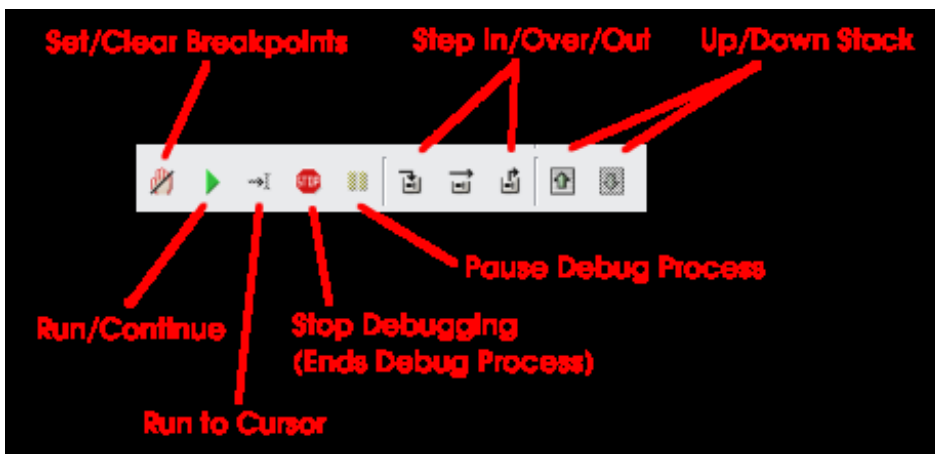 Set/Clear Breakpoints
Step In/Over/Out
Up/Down Stack
STOP
Pause Debug Process
Run/Continue
Stop Debugging
(Ends Debug Process)
Run to Cursor